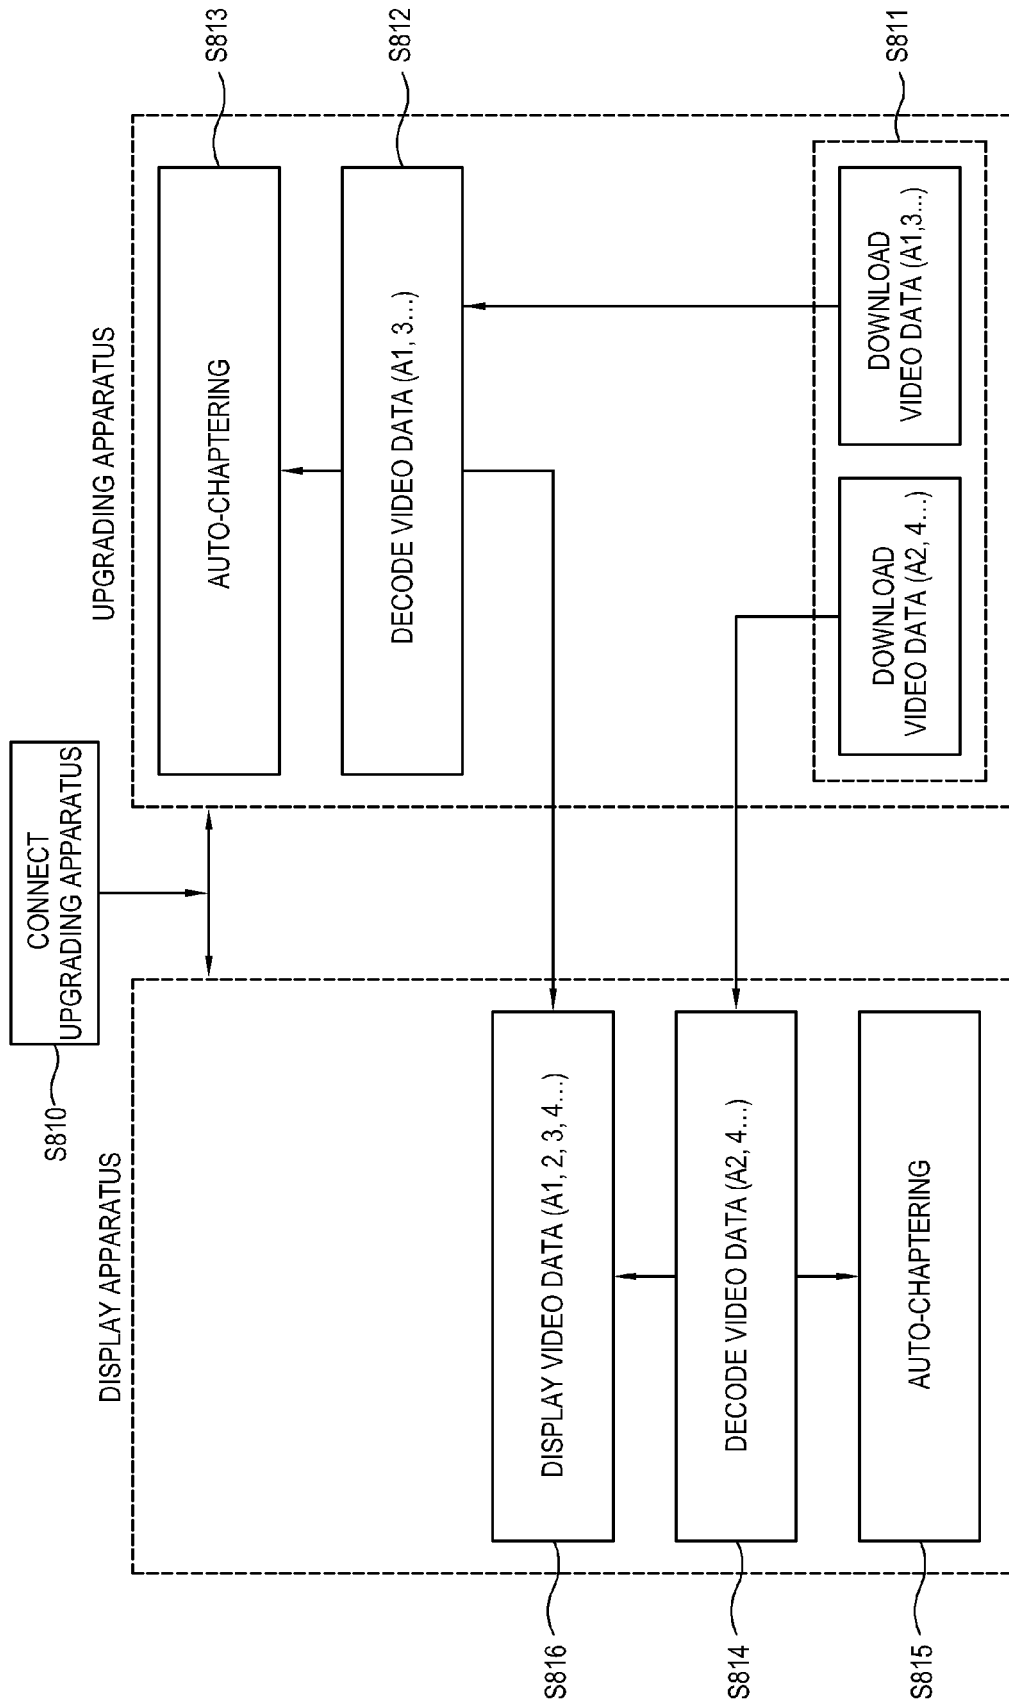 S810
CONNECT
UPGRADING APPARATUS
DISPLAY APPARATUS
UPGRADING APPARATUS
AUTO-CHAPTERING
S813
DECODE VIDEO DATA (A1, 3...)
S812
S816
DISPLAY VIDEO DATA (A1, 2, 3, 4...)
S814
DECODE VIDEO DATA (A2, 4...)
S815
AUTO-CHAPTERING
DOWNLOAD
VIDEO DATA (A2, 4...)
DOWNLOAD
VIDEO DATA (A1,3...)
S811